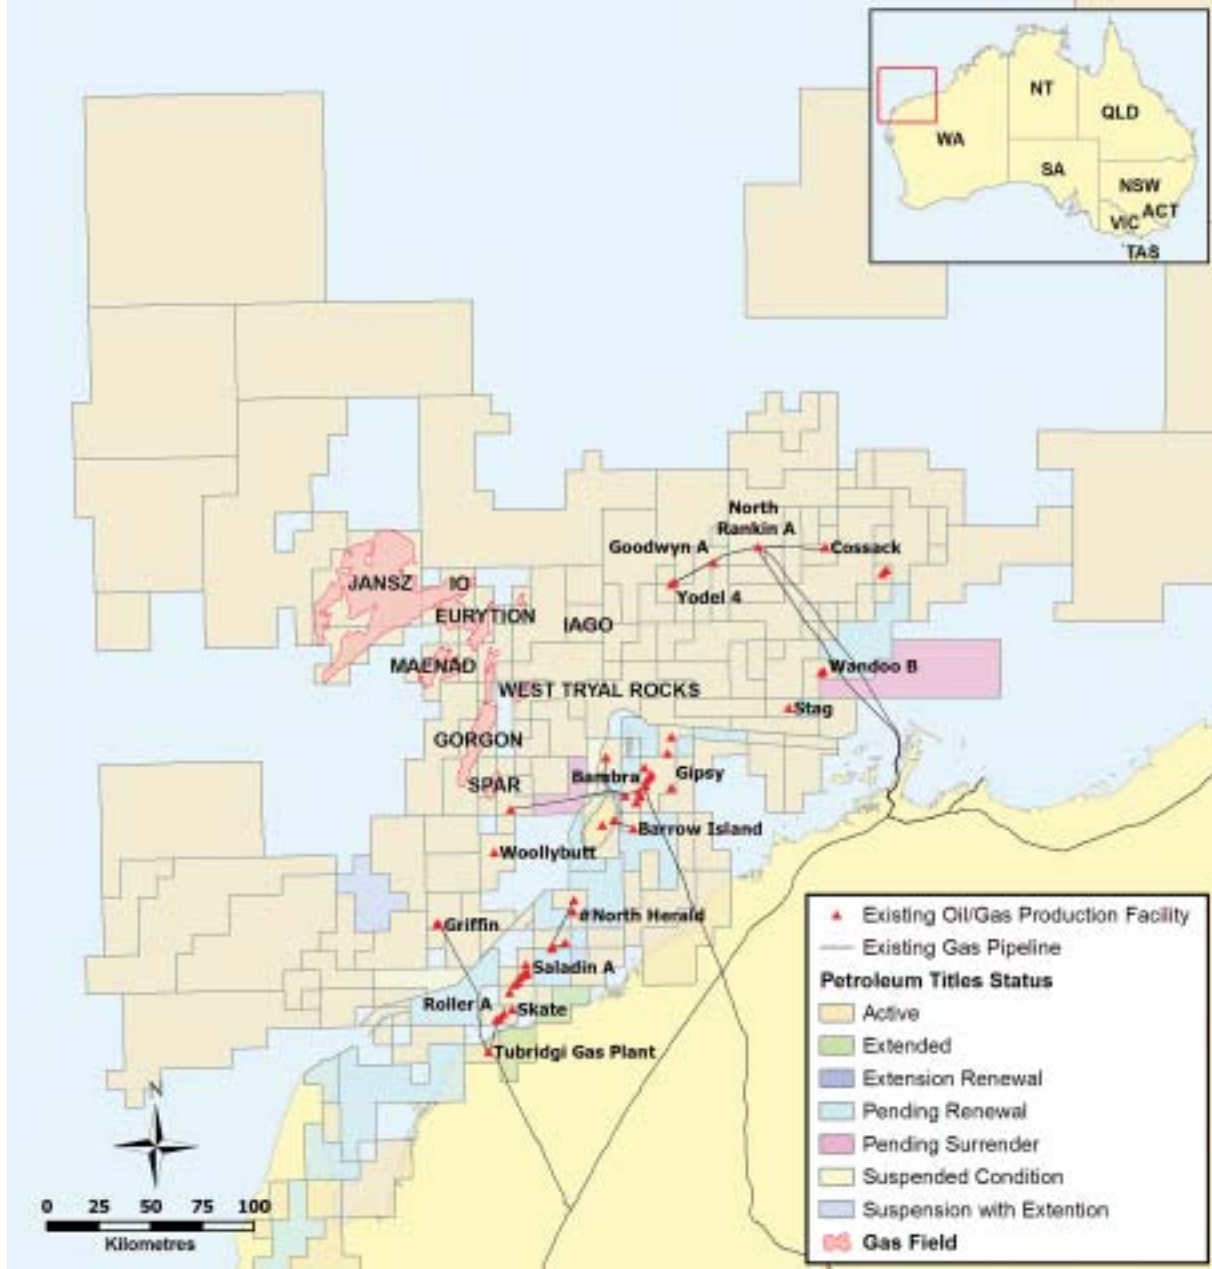 NT
QLD
WA
SA
NSW
ACT
VIC
TAS
North
Rankin A
Goodwyn A
Cossack
Yodel 4
JANSZ
IO
EURYTION
IAGO
MAENAD
Wandoo B
WEST TRYAL ROCKS
Stag
GORGON
Bambra
Gipsy
SPAR
Barrow Island
Woollybutt
Griffin
#North Herald
Saladin A
Roller A
Skate
Tubridgi Gas Plant
N
0 25 50 75 100
Kilometres
Existing Oil/Gas Production Facility
Existing Gas Pipeline
Petroleum Titles Status
Active
Extended
Extension Renewal
Pending Renewal
Pending Surrender
Suspended Condition
Suspension with Extention
Gas Field